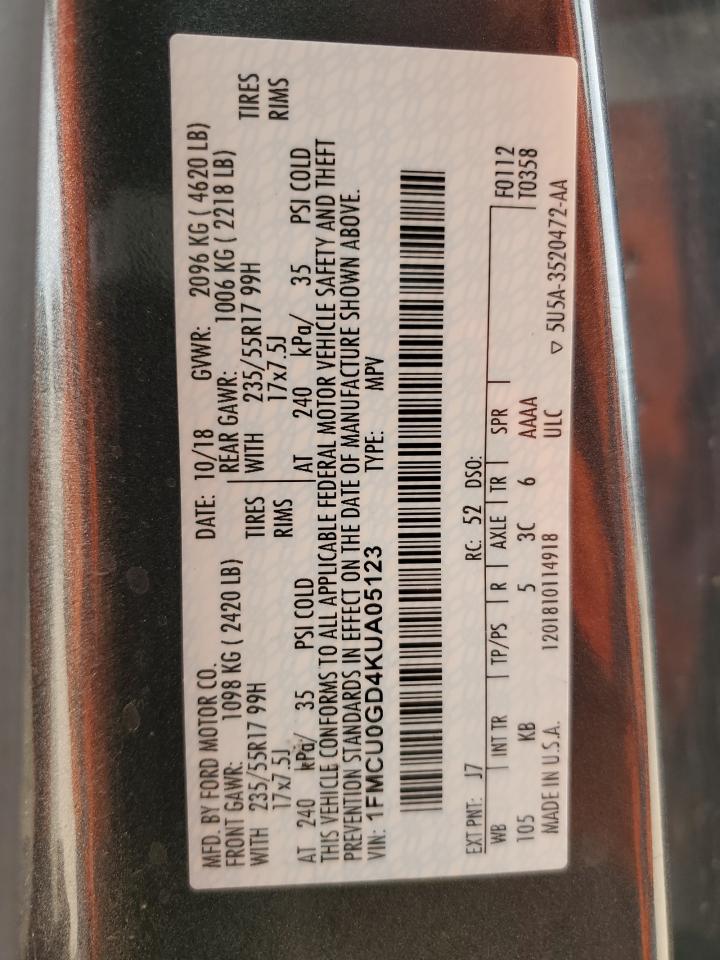 MFD. BY FORD MOTOR CO. DATE: 10/18 GVWR: 2096 KG ( 4620 LB)
FRONT GAWR: 1098 KG ( 2420 LB) REAR GAWR: 1006 KG ( 2218 LB)
WITH 235/55R17 99H TIRES WITH 235/55R17 99H TIRES
17x7.5J RIMS 17x7.5J RIMS
AT 240 kPa/ 35 PSI COLD AT 240 kPa/ 35 PSI COLD
THIS VEHICLE CONFORMS TO ALL APPLICABLE FEDERAL MOTOR VEHICLE SAFETY AND THEFT
PREVENTION STANDARDS IN EFFECT ON THE DATE OF MANUFACTURE SHOWN ABOVE.
VIN: 1FMCU0GD4KUA05123 TYPE: MPV
EXT PNT: J7 RC: 52 DSO:
WB INT TR TP/PS R AXLE TR SPR F0112
105 KB 5 3C 6 AAAA T0358
MADE IN U.S.A. 1201810114918 ULC ▽ 5U5A-3520472-AA